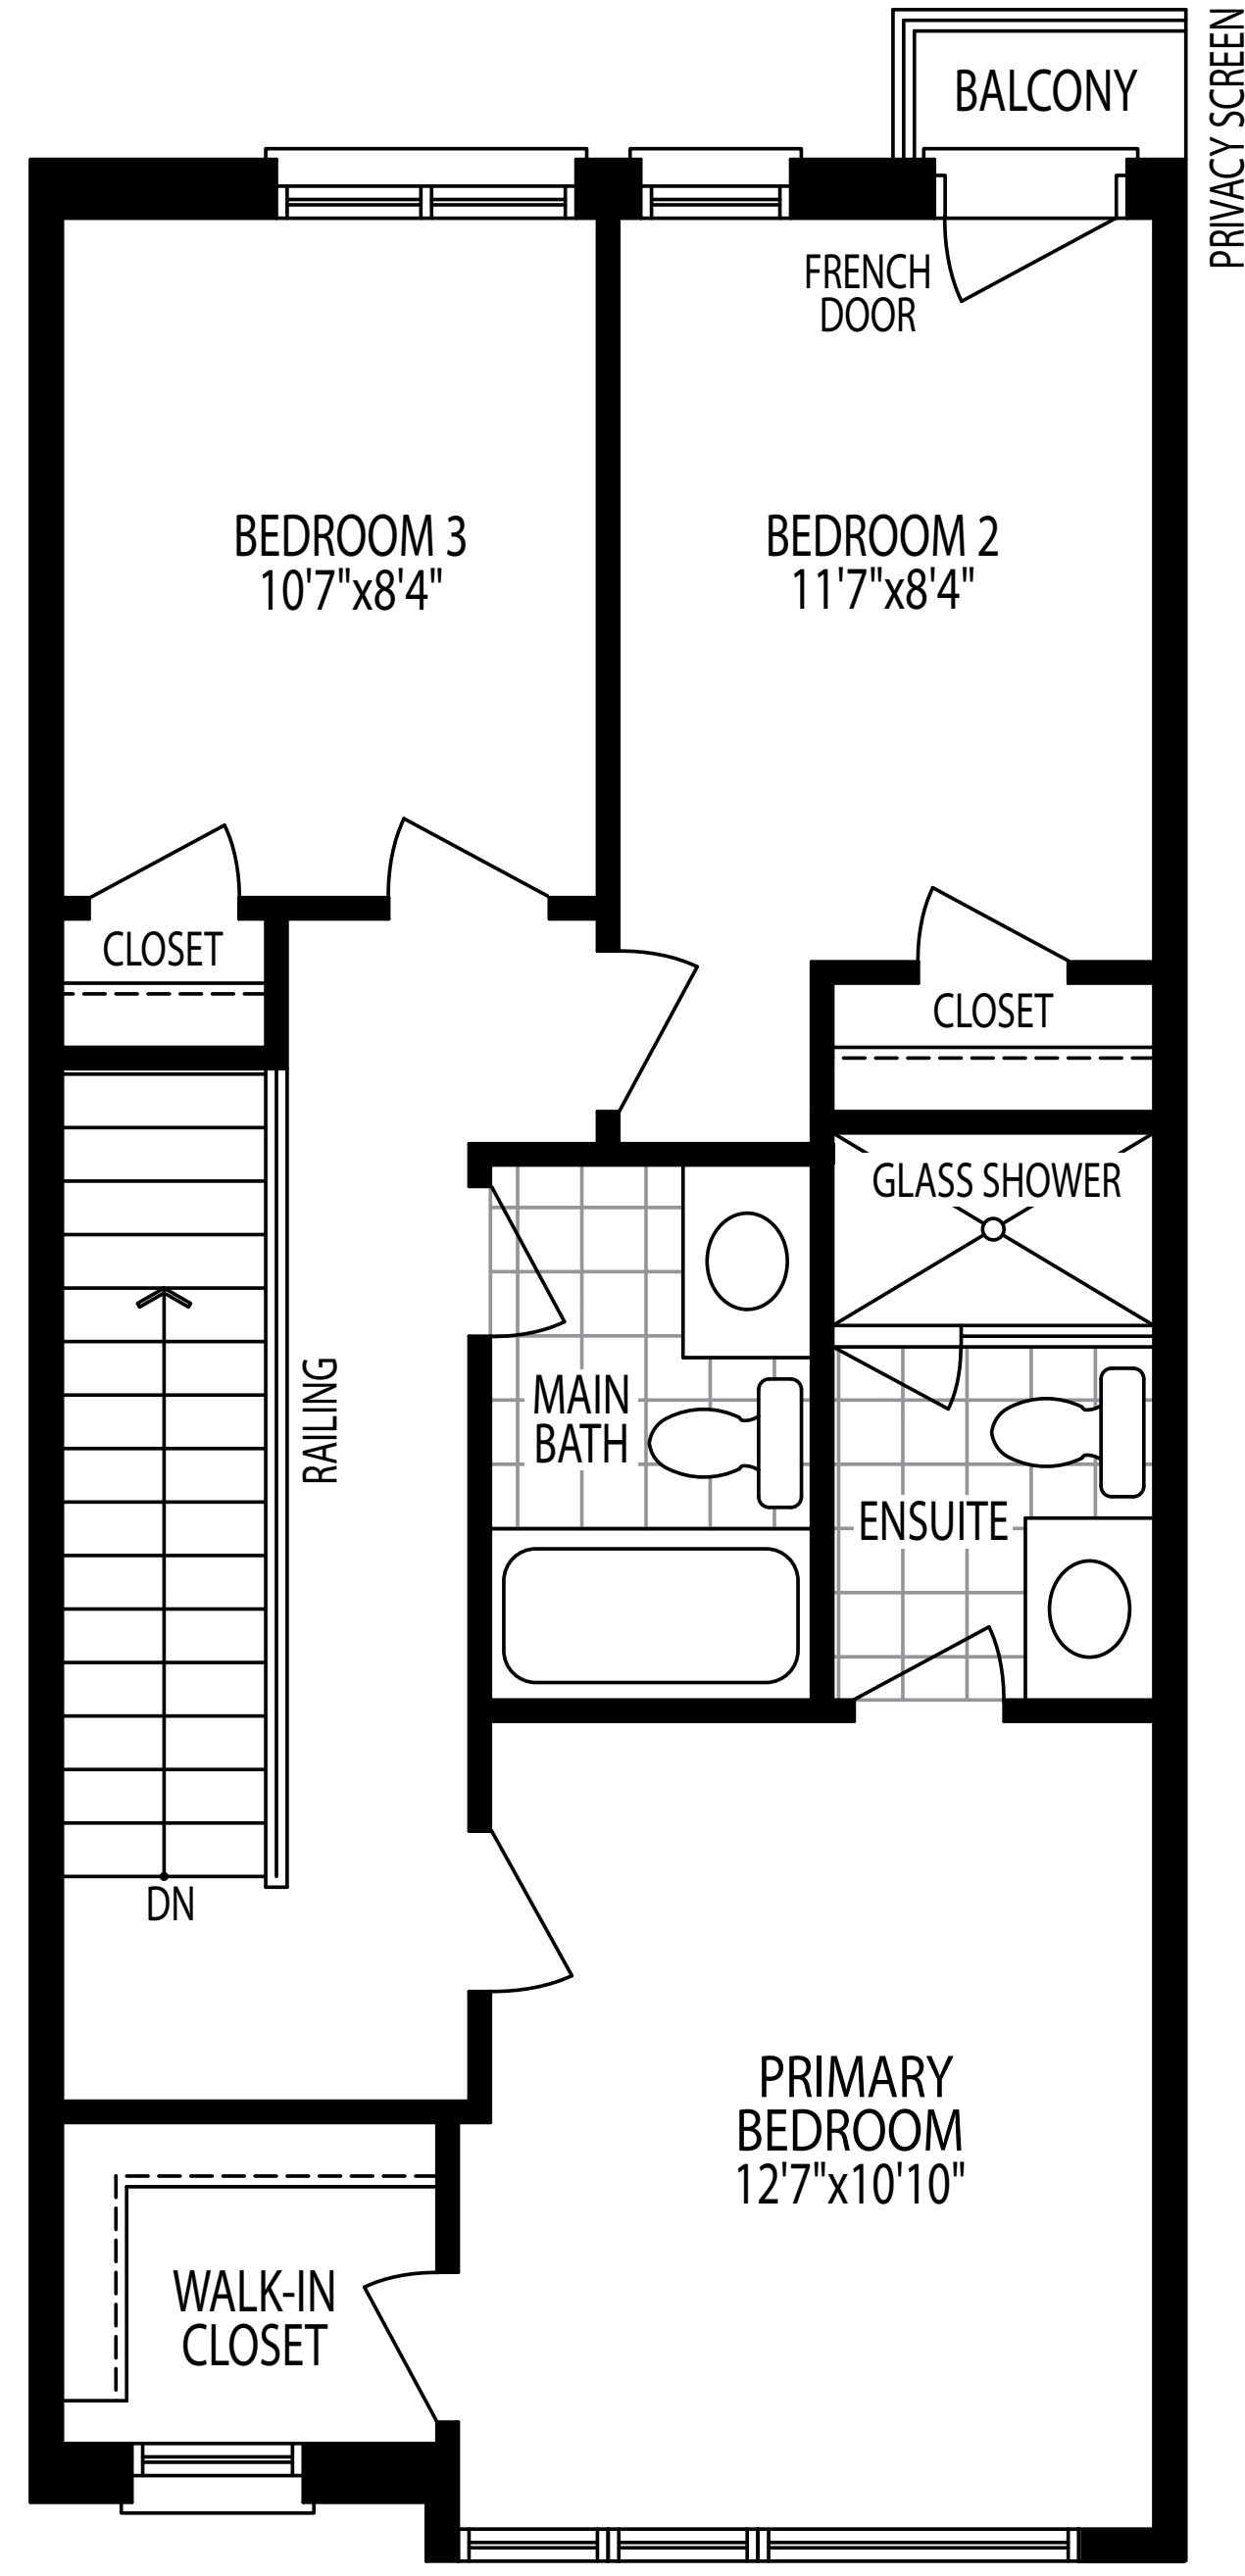 BALCONY
PRIVACY SCREEN
FRENCH
DOOR
BEDROOM 3
10'7"x8'4"
BEDROOM 2
11'7"x8'4"
CLOSET
CLOSET
GLASS SHOWER
RAILING
MAIN
BATH
ENSUITE
DN
PRIMARY
BEDROOM
12'7"x10'10"
WALK-IN
CLOSET